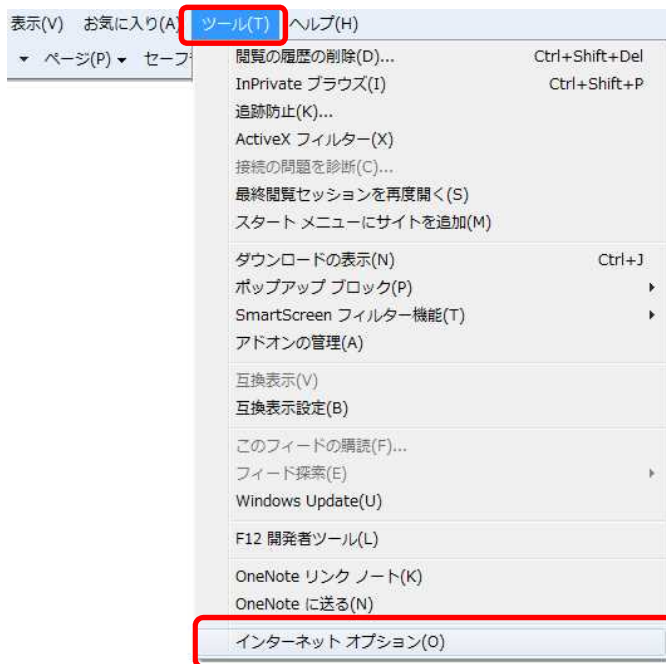 表示(V) お気に入り(A) ツール(T) ヘルプ(H)
ページ(P) セーフ
閲覧の履歴の削除(D)... Ctrl+Shift+Del
InPrivate ブラウズ(I) Ctrl+Shift+P
追跡防止(K)...
ActiveX フィルター(X)
接続の問題を診断(C)...
最終閲覧セッションを再度開く(S)
スタート メニューにサイトを追加(M)
ダウンロードの表示(N) Ctrl+J
ポップアップ ブロック(P)
SmartScreen フィルター機能(T)
アドオンの管理(A)
互換表示(V)
互換表示設定(B)
このフィードの購読(F)...
フィード探索(E)
Windows Update(U)
F12 開発者ツール(L)
OneNote リンク ノート(K)
OneNote に送る(N)
インターネット オプション(O)